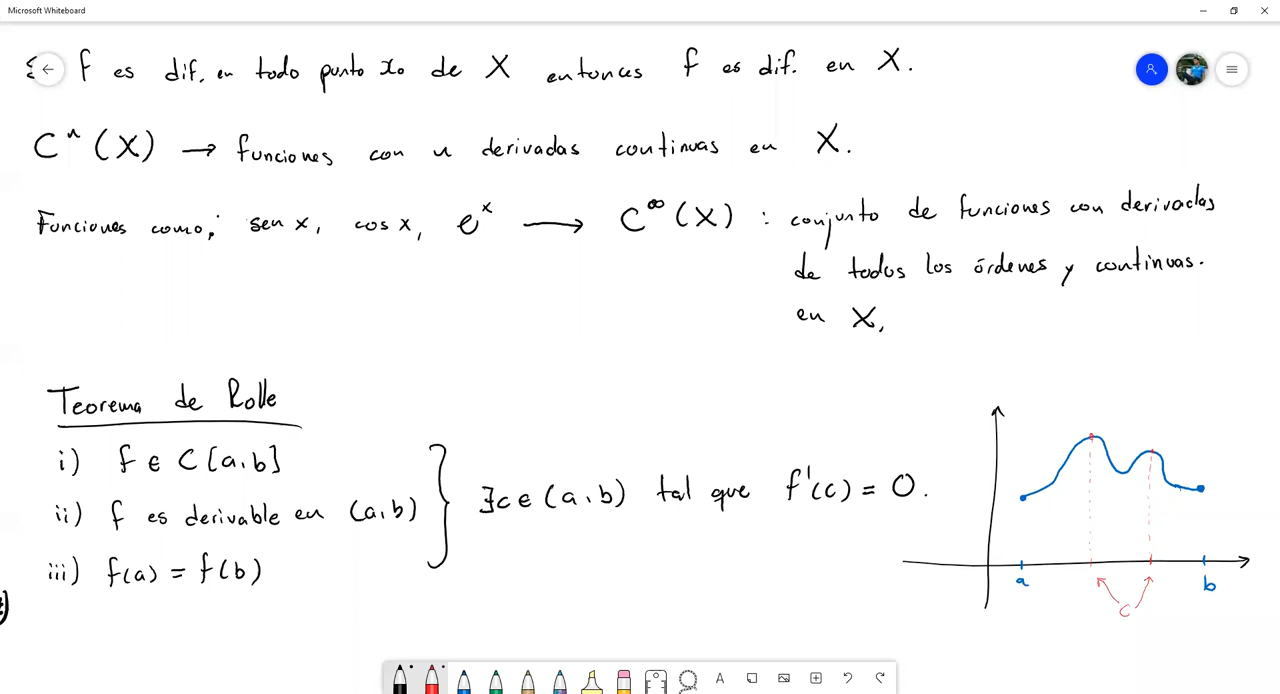 Microsoft Whiteboard
f es dif. en todo punto x₀ de X entonces f es dif. en X.
Cⁿ(X) → funciones con n derivadas continuas en X.
Funciones como: sen x, cos x, eˣ → C^∞(X) : conjunto de funciones con derivadas
de todos los órdenes y continuas.
en X,
Teorema de Rolle
i) f ∈ C[a,b]
ii) f es derivable en (a,b)
iii) f(a) = f(b)
∃c ∈ (a,b) tal que f'(c) = 0.
a
b
c
A